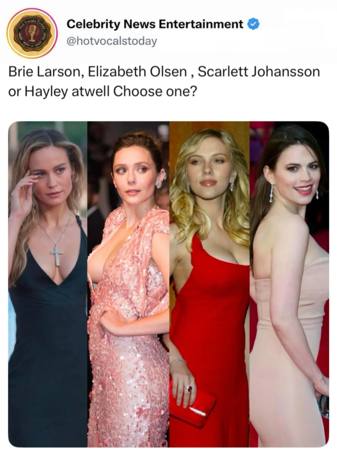 Celebrity News Entertainment
@hotvocalstoday
Brie Larson, Elizabeth Olsen , Scarlett Johansson
or Hayley atwell Choose one?